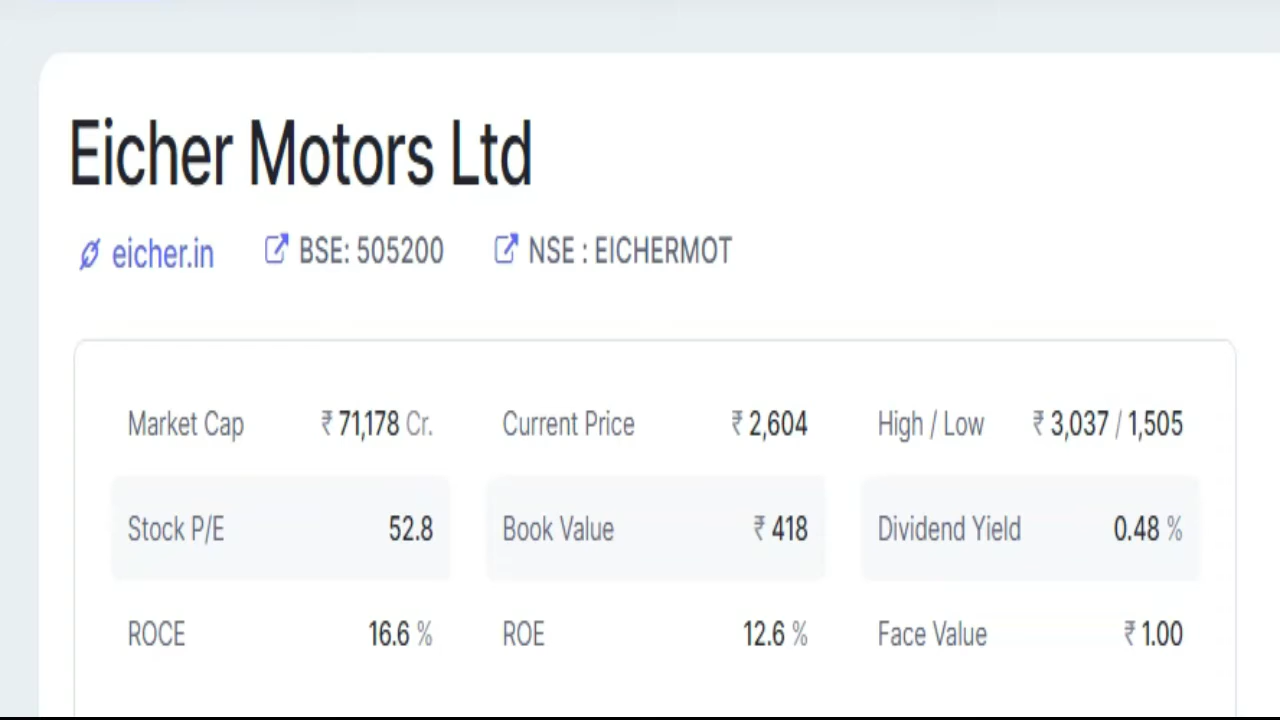 Eicher Motors Ltd
eicher.in BSE: 505200 NSE : EICHERMOT
Market Cap ₹ 71,178 Cr. Current Price ₹ 2,604 High / Low ₹ 3,037 / 1,505
Stock P/E 52.8 Book Value ₹ 418 Dividend Yield 0.48 %
ROCE 16.6 % ROE 12.6 % Face Value ₹ 1.00